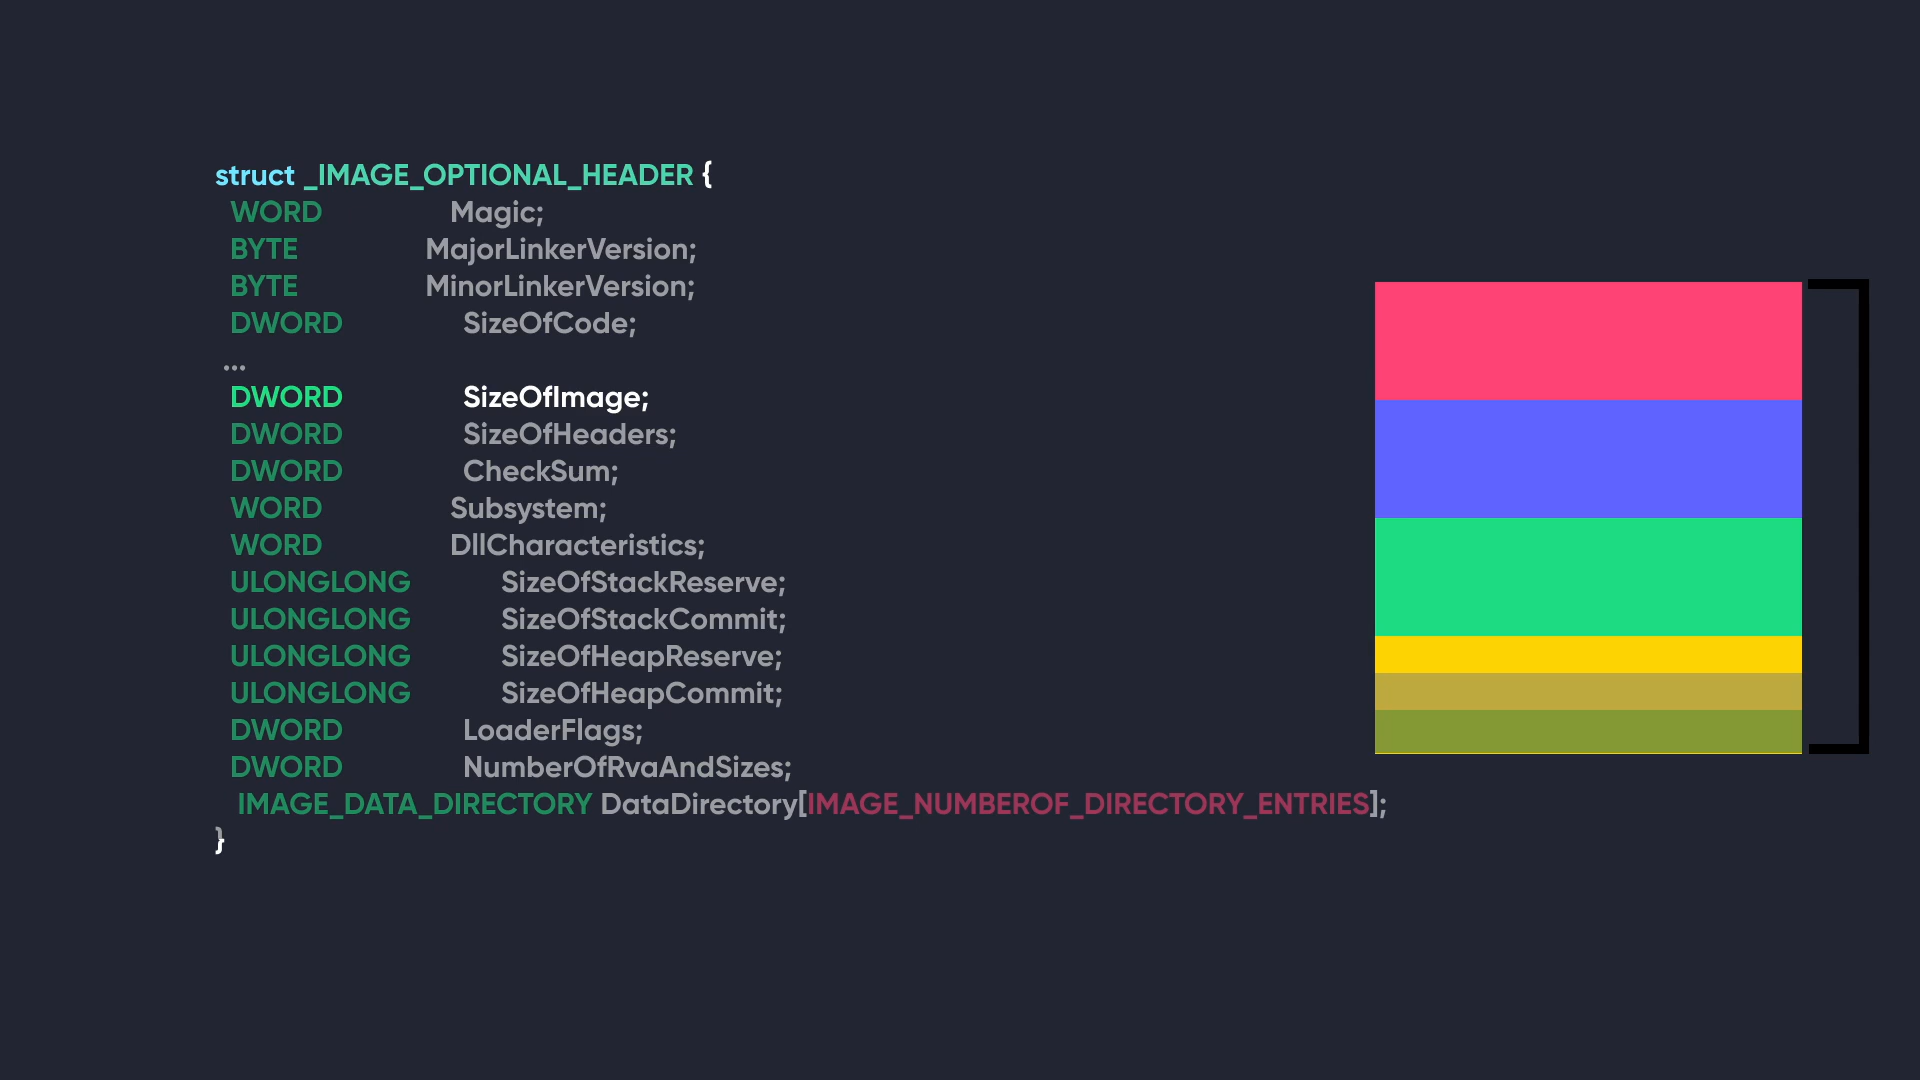 struct _IMAGE_OPTIONAL_HEADER {
WORD Magic;
BYTE MajorLinkerVersion;
BYTE MinorLinkerVersion;
DWORD SizeOfCode;
...
DWORD SizeOfImage;
DWORD SizeOfHeaders;
DWORD CheckSum;
WORD Subsystem;
WORD DllCharacteristics;
ULONGLONG SizeOfStackReserve;
ULONGLONG SizeOfStackCommit;
ULONGLONG SizeOfHeapReserve;
ULONGLONG SizeOfHeapCommit;
DWORD LoaderFlags;
DWORD NumberOfRvaAndSizes;
IMAGE_DATA_DIRECTORY DataDirectory[IMAGE_NUMBEROF_DIRECTORY_ENTRIES];
}